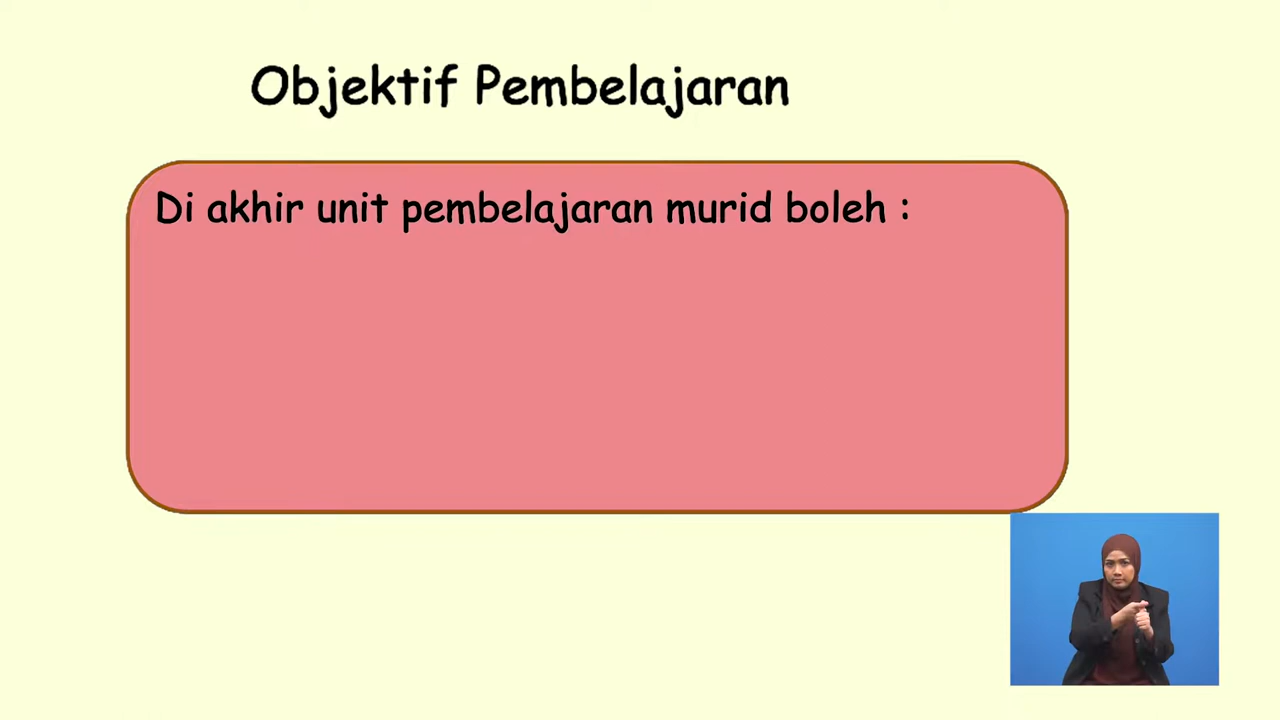 Objektif Pembelajaran
Di akhir unit pembelajaran murid boleh :